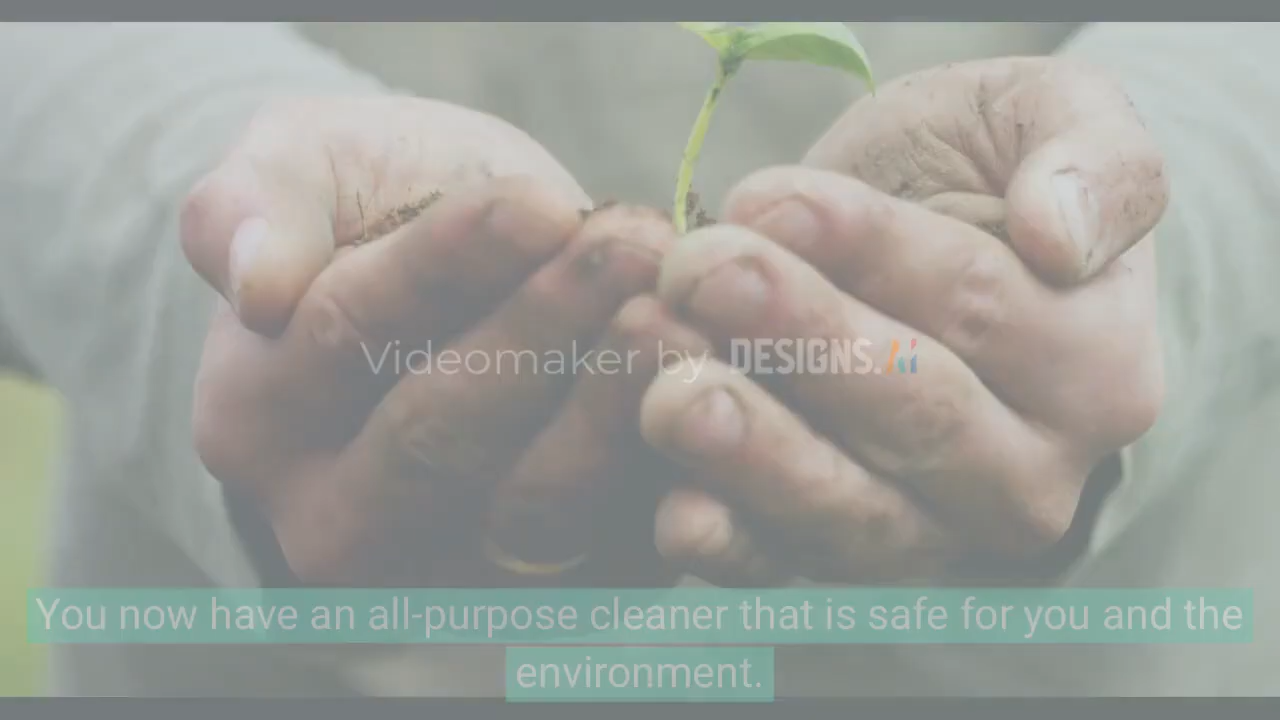 Videomaker by DESIGNS.AI
You now have an all-purpose cleaner that is safe for you and the
environment.